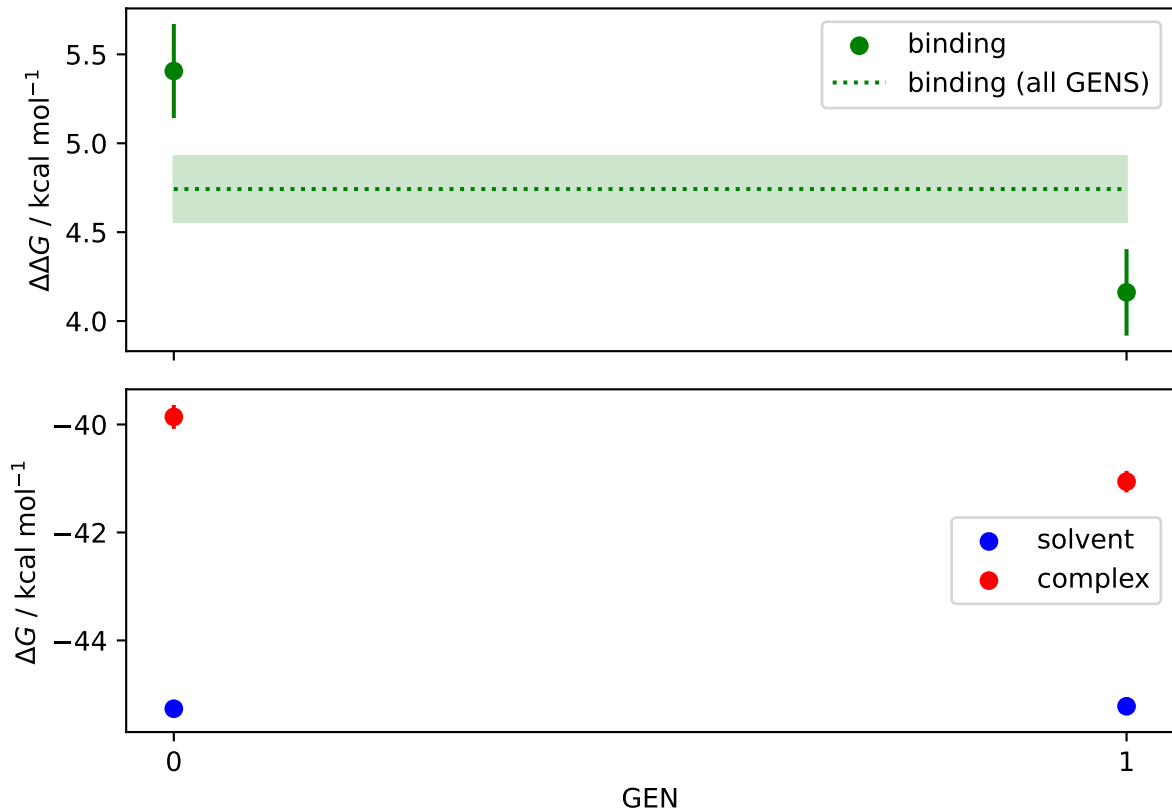 5.5
5.0
4.5
4.0
ΔΔG / kcal mol⁻¹
binding
binding (all GENS)
−40
−42
−44
ΔG / kcal mol⁻¹
solvent
complex
0
1
GEN